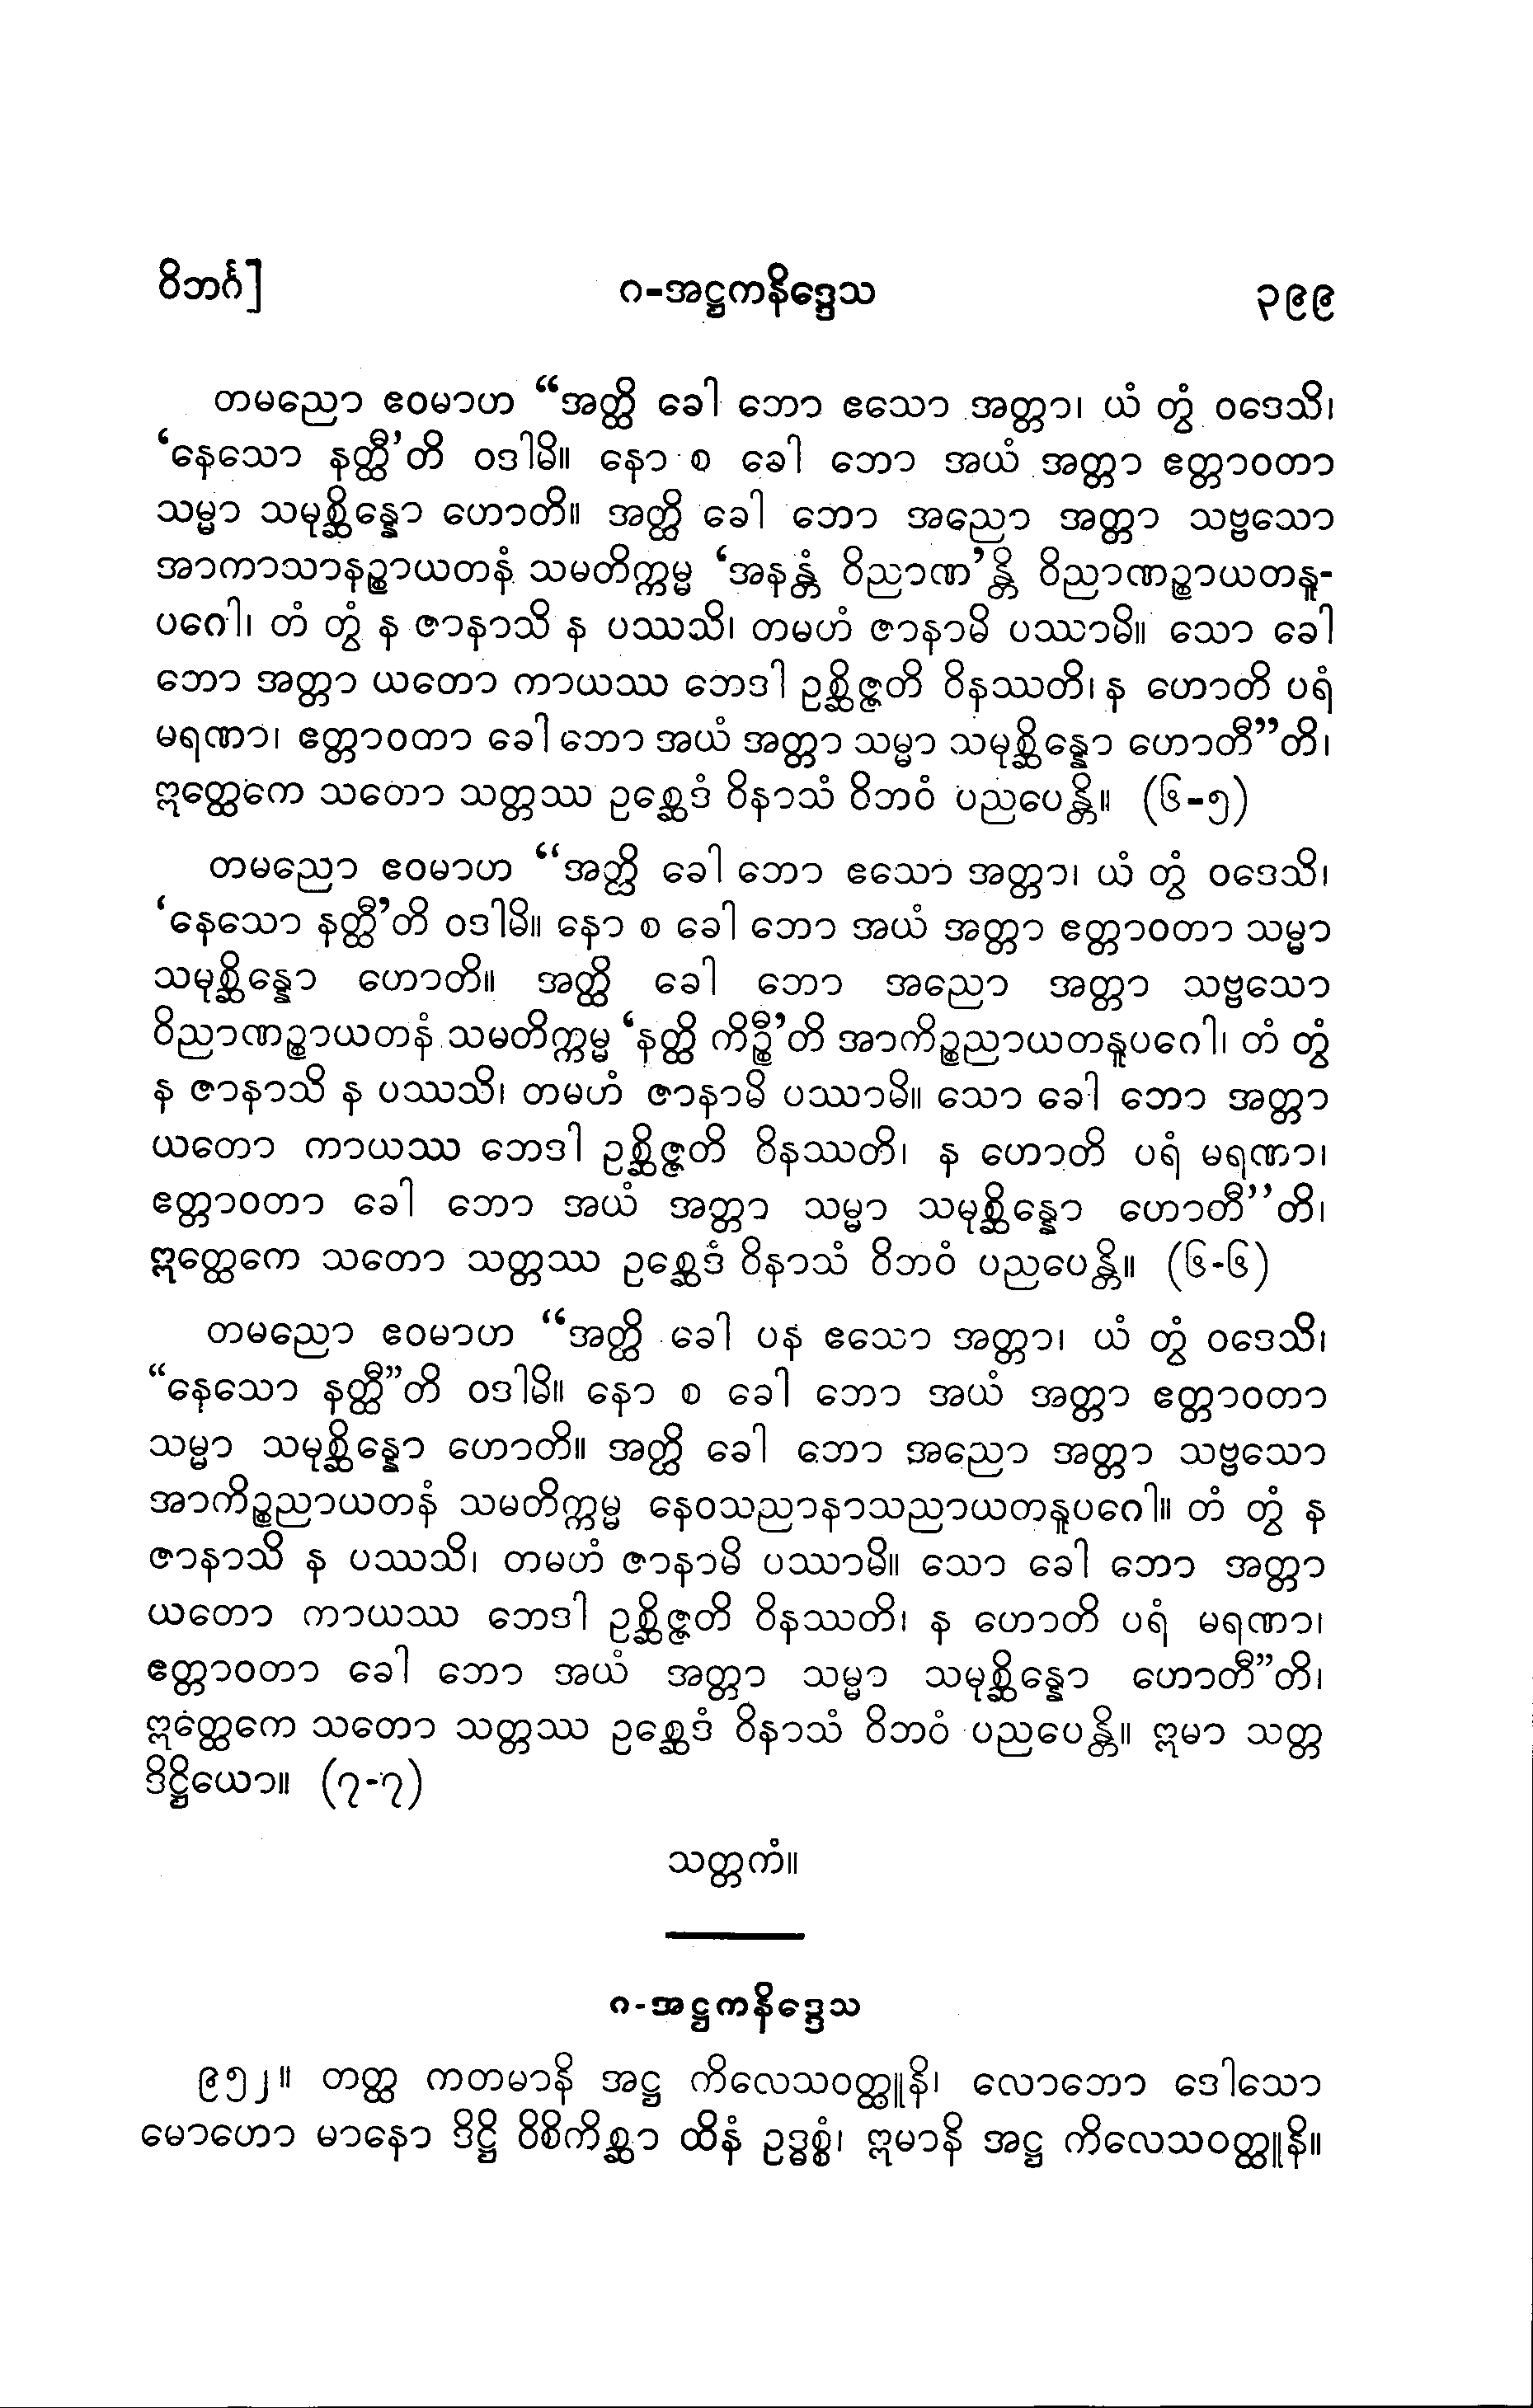 ဝိဘင်္ဂ]
ဂ-အဋ္ဌကနိဒ္ဒေသ
၃၉၉
တမညော ဧဝမာဟ “အတ္ထိ ခေါ ဘော ဧသော အတ္တာ၊ ယံ တွံ ဝဒေသိ၊
‘နေသော နတ္ထီ’တိ ဝဒါမိ။ နော စ ခေါ ဘော အယံ အတ္တာ ဧတ္တာဝတာ
သမ္မာ သမုစ္ဆိန္နော ဟောတိ။ အတ္ထိ ခေါ ဘော အညော အတ္တာ သဗ္ဗသော
အာကာသာနဉ္စာယတနံ သမတိက္ကမ္မ ‘အနန္တံ ဝိညာဏ’န္တိ ဝိညာဏဉ္စာယတနူ-
ပဂေါ၊ တံ တွံ န ဇာနာသိ န ပဿသိ၊ တမဟံ ဇာနာမိ ပဿာမိ။ သော ခေါ
ဘော အတ္တာ ယတော ကာယဿ ဘေဒါ ဥစ္ဆိဇ္ဇတိ ဝိနဿတိ၊ န ဟောတိ ပရံ
မရဏာ၊ ဧတ္တာဝတာ ခေါ ဘော အယံ အတ္တာ သမ္မာ သမုစ္ဆိန္နော ဟောတီ”တိ၊
ဣတ္ထေကေ သတော သတ္တဿ ဥစ္ဆေဒံ ဝိနာသံ ဝိဘဝံ ပညပေန္တိ။ (၆-၅)
တမညော ဧဝမာဟ “အတ္ထိ ခေါ ဘော ဧသော အတ္တာ၊ ယံ တွံ ဝဒေသိ၊
‘နေသော နတ္ထီ’တိ ဝဒါမိ။ နော စ ခေါ ဘော အယံ အတ္တာ ဧတ္တာဝတာ သမ္မာ
သမုစ္ဆိန္နော ဟောတိ။ အတ္ထိ ခေါ ဘော အညော အတ္တာ သဗ္ဗသော
ဝိညာဏဉ္စာယတနံ သမတိက္ကမ္မ ‘နတ္ထိ ကိဉ္စီ’တိ အာကိဉ္စညာယတနူပဂေါ၊ တံ တွံ
န ဇာနာသိ န ပဿသိ၊ တမဟံ ဇာနာမိ ပဿာမိ။ သော ခေါ ဘော အတ္တာ
ယတော ကာယဿ ဘေဒါ ဥစ္ဆိဇ္ဇတိ ဝိနဿတိ၊ န ဟောတိ ပရံ မရဏာ၊
ဧတ္တာဝတာ ခေါ ဘော အယံ အတ္တာ သမ္မာ သမုစ္ဆိန္နော ဟောတီ’’တိ၊
ဣတ္ထေကေ သတော သတ္တဿ ဥစ္ဆေဒံ ဝိနာသံ ဝိဘဝံ ပညပေန္တိ။ (၆-၆)
တမညော ဧဝမာဟ “အတ္ထိ ခေါ ပန ဧသော အတ္တာ၊ ယံ တွံ ဝဒေသိ၊
“နေသော နတ္ထီ”တိ ဝဒါမိ။ နော စ ခေါ ဘော အယံ အတ္တာ ဧတ္တာဝတာ
သမ္မာ သမုစ္ဆိန္နော ဟောတိ။ အတ္ထိ ခေါ ဘော အညော အတ္တာ သဗ္ဗသော
အာကိဉ္စညာယတနံ သမတိက္ကမ္မ နေဝသညာနာသညာယတနူပဂေါ။ တံ တွံ န
ဇာနာသိ န ပဿသိ၊ တမဟံ ဇာနာမိ ပဿာမိ။ သော ခေါ ဘော အတ္တာ
ယတော ကာယဿ ဘေဒါ ဥစ္ဆိဇ္ဇတိ ဝိနဿတိ၊ န ဟောတိ ပရံ မရဏာ၊
ဧတ္တာဝတာ ခေါ ဘော အယံ အတ္တာ သမ္မာ သမုစ္ဆိန္နော ဟောတီ”တိ၊
ဣတ္ထေကေ သတော သတ္တဿ ဥစ္ဆေဒံ ဝိနာသံ ဝိဘဝံ ပညပေန္တိ။ ဣမာ သတ္တ
ဒိဋ္ဌိယော။ (၇-၇)
သတ္တကံ။
ဂ-အဋ္ဌကနိဒ္ဒေသ
၉၅၂။ တတ္ထ ကတမာနိ အဋ္ဌ ကိလေသဝတ္ထူနိ၊ လောဘော ဒေါသော
မောဟော မာနော ဒိဋ္ဌိ ဝိစိကိစ္ဆာ ထိနံ ဥဒ္ဓစ္စံ၊ ဣမာနိ အဋ္ဌ ကိလေသဝတ္ထူနိ။